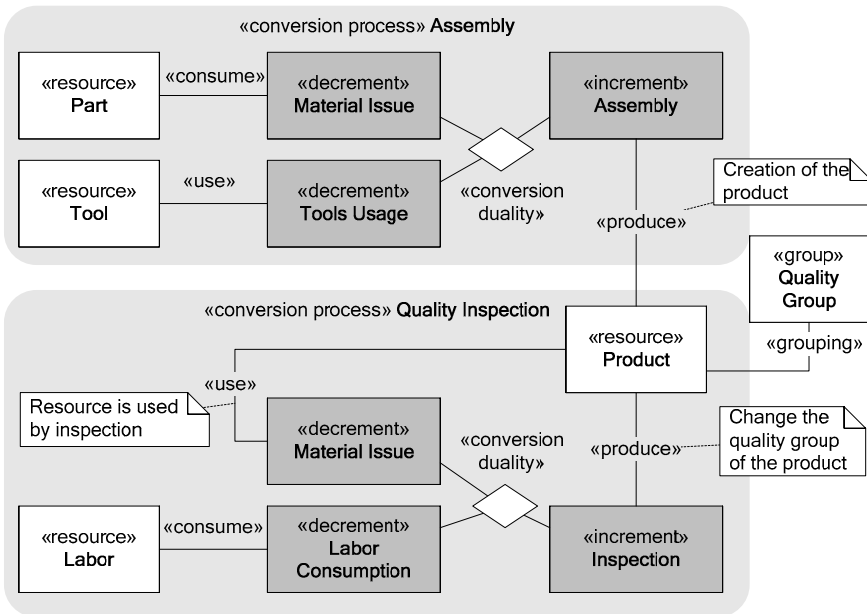 «conversion process» Assembly
«resource»
Part
«consume»
«decrement»
Material Issue
«increment»
Assembly
«resource»
Tool
«use»
«decrement»
Tools Usage
«conversion
duality»
«produce»
Creation of the
product
«group»
Quality
Group
«grouping»
«conversion process» Quality Inspection
«resource»
Product
«use»
Resource is used
by inspection
«decrement»
Material Issue
«conversion
duality»
«produce»
Change the
quality group
of the product
«resource»
Labor
«consume»
«decrement»
Labor
Consumption
«increment»
Inspection